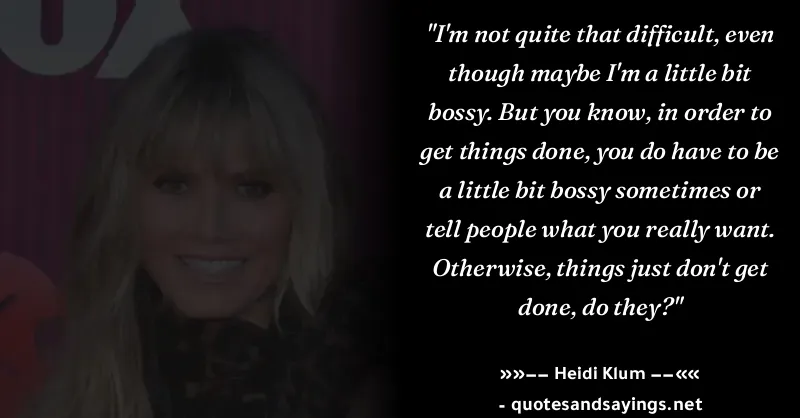 "I'm not quite that difficult, even
though maybe I'm a little bit
bossy. But you know, in order to
get things done, you do have to be
a little bit bossy sometimes or
tell people what you really want.
Otherwise, things just don't get
done, do they?"
»»−− Heidi Klum −−««
- quotesandsayings.net